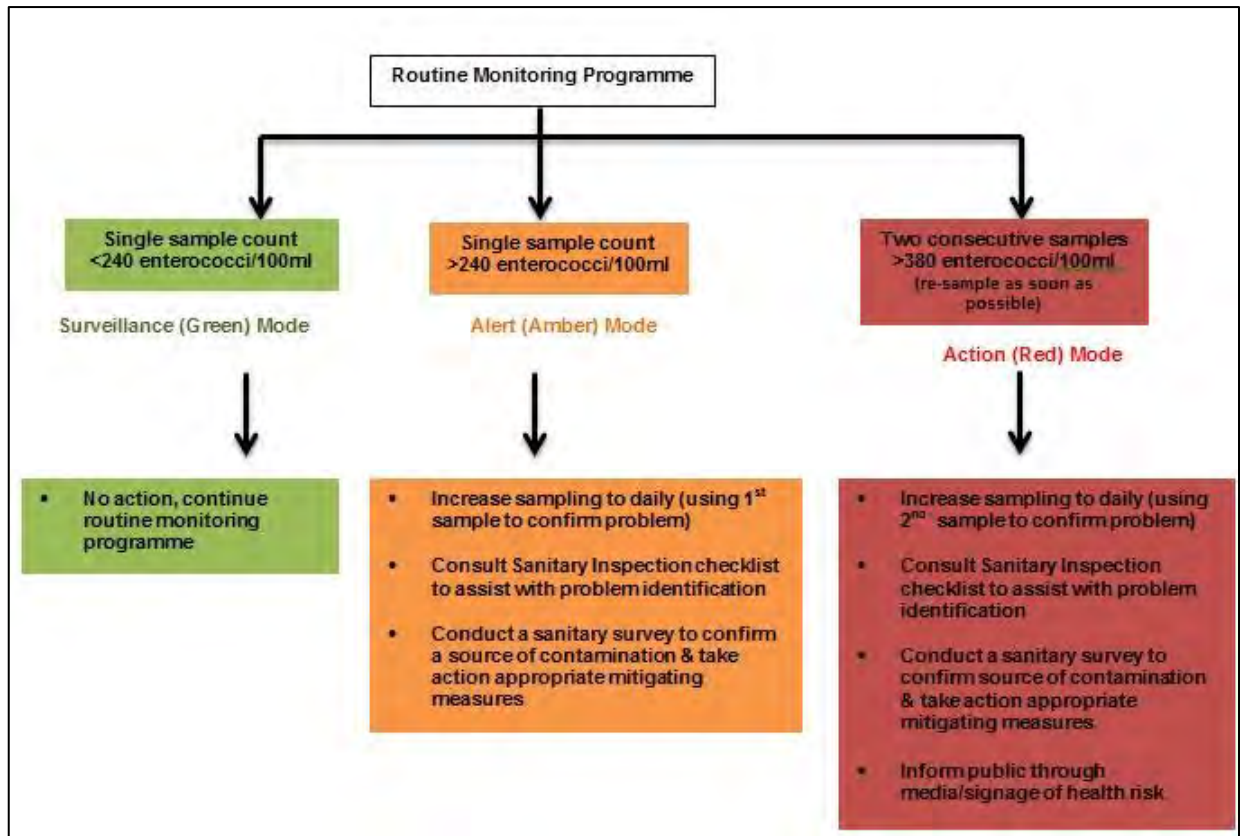 Routine Monitoring Programme
Single sample count
<240 enterococci/100ml
Single sample count
>240 enterococci/100ml
Two consecutive samples
>380 enterococci/100ml
(re-sample as soon as
possible)
Surveillance (Green) Mode
Alert (Amber) Mode
Action (Red) Mode
• No action, continue
routine monitoring
programme
• Increase sampling to daily (using 1st
sample to confirm problem)
• Consult Sanitary Inspection checklist
to assist with problem identification
• Conduct a sanitary survey to confirm
a source of contamination & take
action appropriate mitigating
measures
• Increase sampling to daily (using
2nd sample to confirm problem)
• Consult Sanitary Inspection
checklist to assist with problem
identification
• Conduct a sanitary survey to
confirm source of contamination
& take action appropriate
mitigating measures
• Inform public through
media/signage of health risk